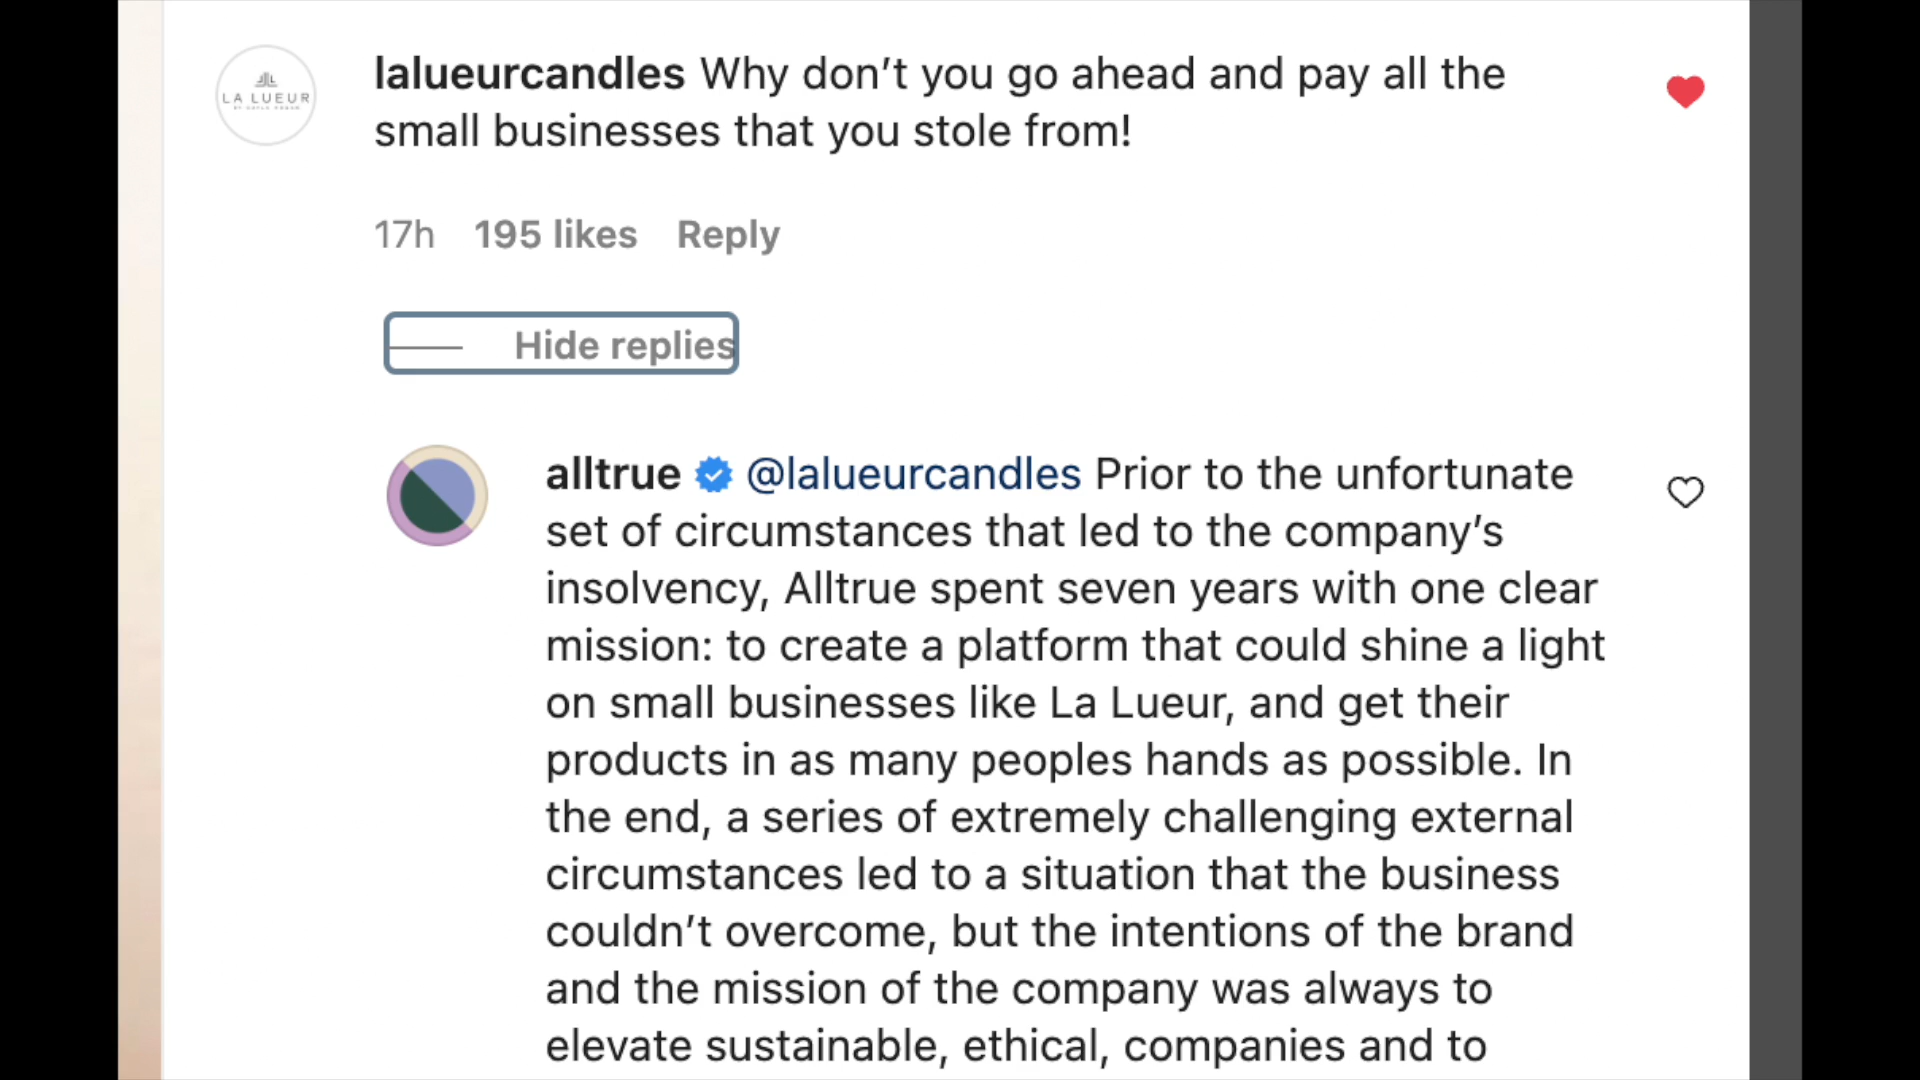 LA LUEUR
lalueurcandles Why don’t you go ahead and pay all the
small businesses that you stole from!
17h 195 likes Reply
Hide replies
alltrue @lalueurcandles Prior to the unfortunate
set of circumstances that led to the company’s
insolvency, Alltrue spent seven years with one clear
mission: to create a platform that could shine a light
on small businesses like La Lueur, and get their
products in as many peoples hands as possible. In
the end, a series of extremely challenging external
circumstances led to a situation that the business
couldn’t overcome, but the intentions of the brand
and the mission of the company was always to
elevate sustainable, ethical, companies and to